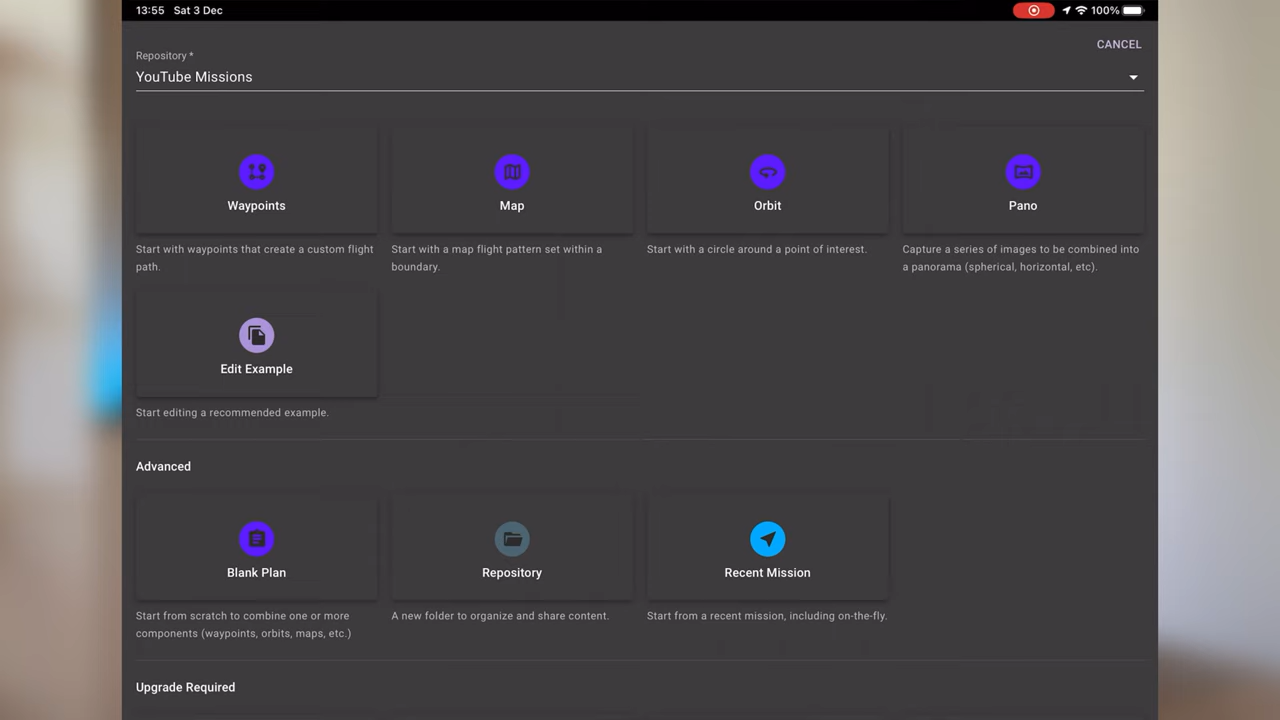 13:55 Sat 3 Dec 100%
CANCEL
Repository *
YouTube Missions
Waypoints
Start with waypoints that create a custom flight
path.
Map
Start with a map flight pattern set within a
boundary.
Orbit
Start with a circle around a point of interest.
Pano
Capture a series of images to be combined into
a panorama (spherical, horizontal, etc).
Edit Example
Start editing a recommended example.
Advanced
Blank Plan
Start from scratch to combine one or more
components (waypoints, orbits, maps, etc.)
Repository
A new folder to organize and share content.
Recent Mission
Start from a recent mission, including on-the-fly.
Upgrade Required